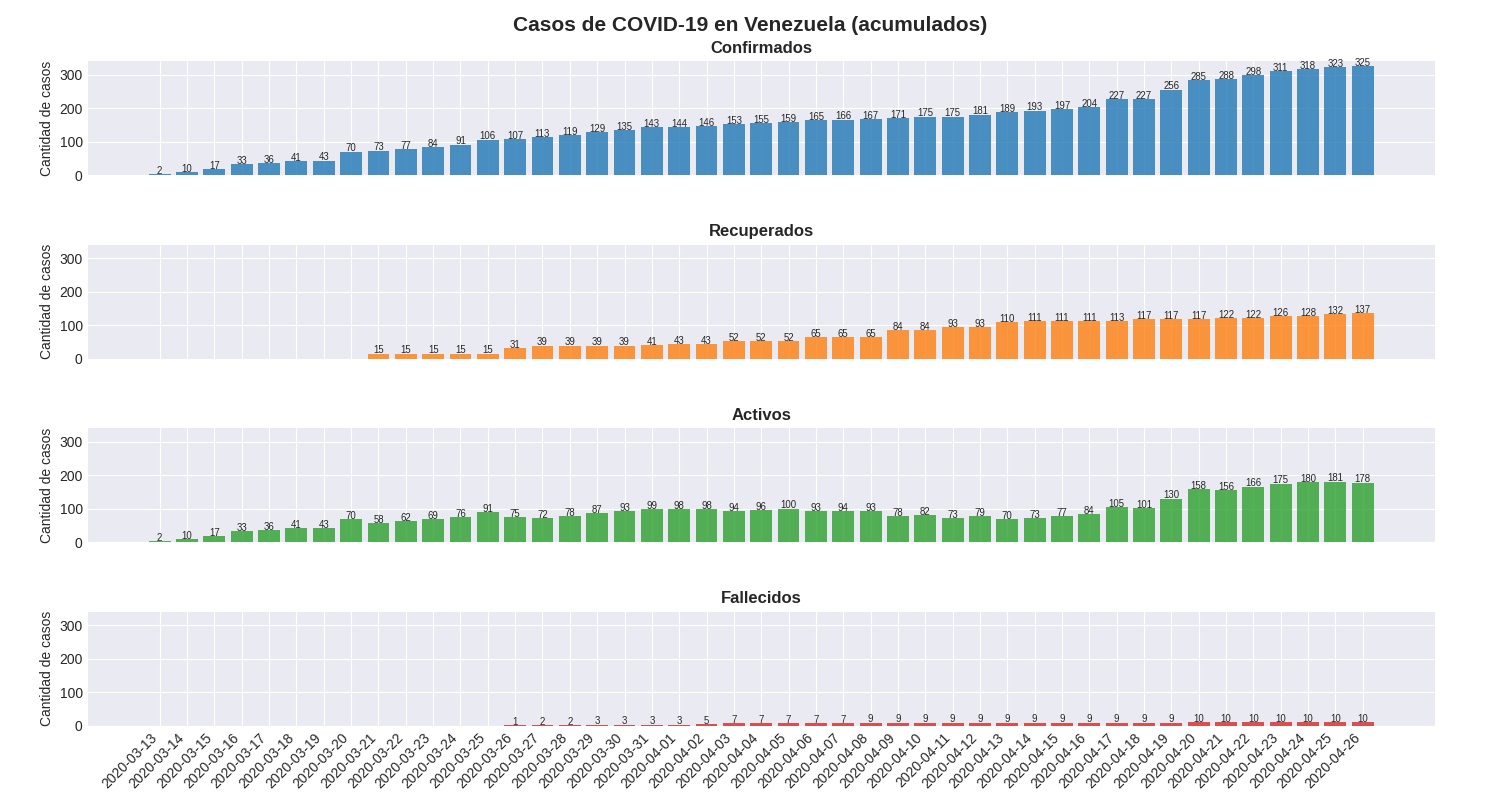 Casos de COVID-19 en Venezuela (acumulados)
Confirmados
Cantidad de casos
300
200
100
0
2 10 17 33 36 41 43 70 73 77 84 91 106 107 113 119 129 135 143 144 146 153 155 159 165 166 167 171 175 175 181 189 193 197 204 227 227 256 285 288 298 311 318 323 325
Recuperados
Cantidad de casos
300
200
100
0
15 15 15 15 15 31 39 39 39 39 41 43 43 52 52 52 65 65 65 84 84 93 93 110 111 111 111 113 117 117 117 122 122 126 128 132 137
Activos
Cantidad de casos
300
200
100
0
2 10 17 33 36 41 43 70 58 62 69 76 91 75 72 78 87 93 99 98 98 94 96 100 93 94 93 78 82 73 79 70 73 77 84 105 101 130 158 156 166 175 180 181 178
Fallecidos
Cantidad de casos
300
200
100
0
1 2 2 3 3 3 3 5 7 7 7 7 7 9 9 9 9 9 9 9 9 9 9 9 9 10 10 10 10 10 10 10
2020-03-13 2020-03-14 2020-03-15 2020-03-16 2020-03-17 2020-03-18 2020-03-19 2020-03-20 2020-03-21 2020-03-22 2020-03-23 2020-03-24 2020-03-25 2020-03-26 2020-03-27 2020-03-28 2020-03-29 2020-03-30 2020-03-31 2020-04-01 2020-04-02 2020-04-03 2020-04-04 2020-04-05 2020-04-06 2020-04-07 2020-04-08 2020-04-09 2020-04-10 2020-04-11 2020-04-12 2020-04-13 2020-04-14 2020-04-15 2020-04-16 2020-04-17 2020-04-18 2020-04-19 2020-04-20 2020-04-21 2020-04-22 2020-04-23 2020-04-24 2020-04-25 2020-04-26